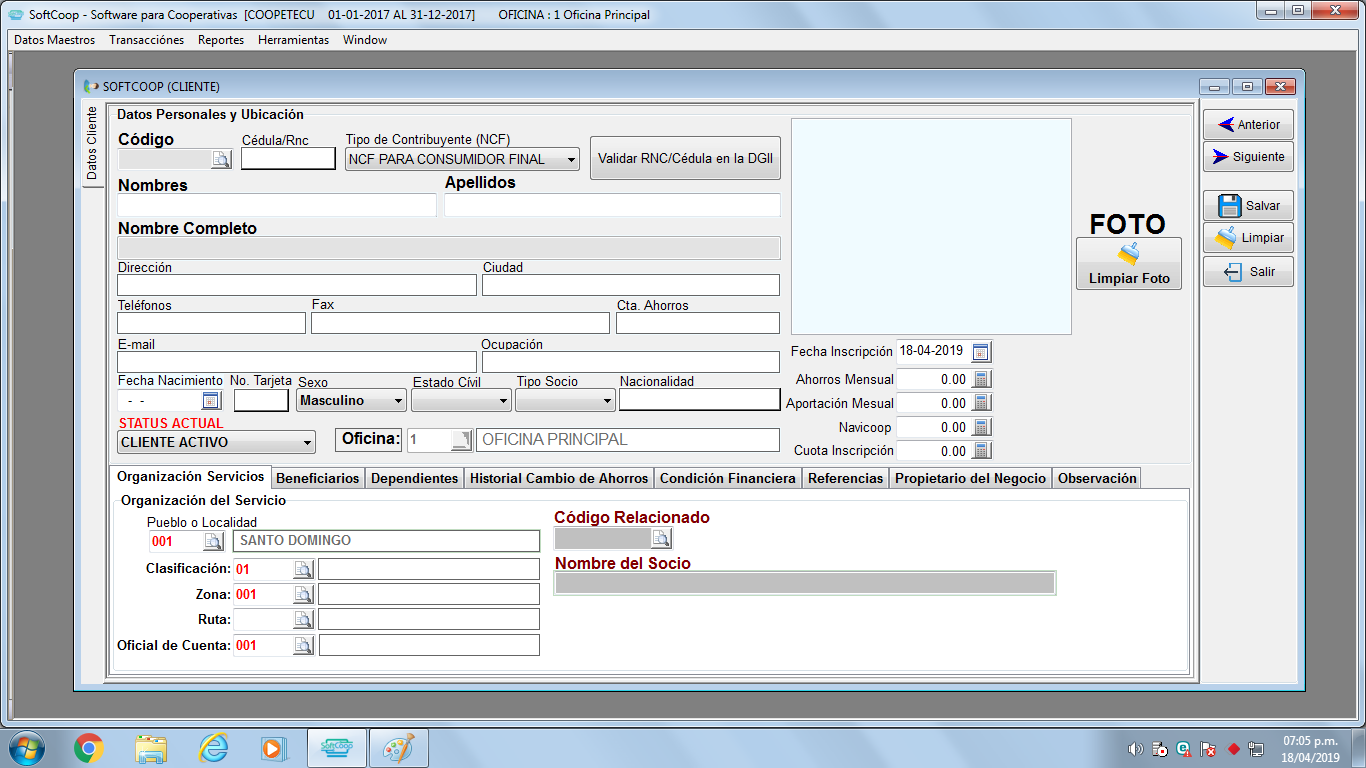 SoftCoop - Software para Cooperativas [COOPETECU 01-01-2017 AL 31-12-2017] OFICINA : 1 Oficina Principal
Datos Maestros Transacciónes Reportes Herramientas Window
SOFTCOOP (CLIENTE)
Datos Cliente
Datos Personales y Ubicación
Código Cédula/Rnc Tipo de Contribuyente (NCF)
NCF PARA CONSUMIDOR FINAL Validar RNC/Cédula en la DGII
Nombres Apellidos
Nombre Completo
Dirección Ciudad
Teléfonos Fax Cta. Ahorros
E-mail Ocupación
Fecha Nacimiento No. Tarjeta Sexo Estado Cívil Tipo Socio Nacionalidad
- - Masculino
STATUS ACTUAL
CLIENTE ACTIVO Oficina: 1 OFICINA PRINCIPAL
FOTO
Limpiar Foto
Fecha Inscripción 18-04-2019
Ahorros Mensual 0.00
Aportación Mesual 0.00
Navicoop 0.00
Cuota Inscripción 0.00
Anterior
Siguiente
Salvar
Limpiar
Salir
Organización Servicios Beneficiarios Dependientes Historial Cambio de Ahorros Condición Financiera Referencias Propietario del Negocio Observación
Organización del Servicio
Pueblo o Localidad
001 SANTO DOMINGO
Clasificación: 01
Zona: 001
Ruta:
Oficial de Cuenta: 001
Código Relacionado
Nombre del Socio
SoftCoop
07:05 p.m.
18/04/2019